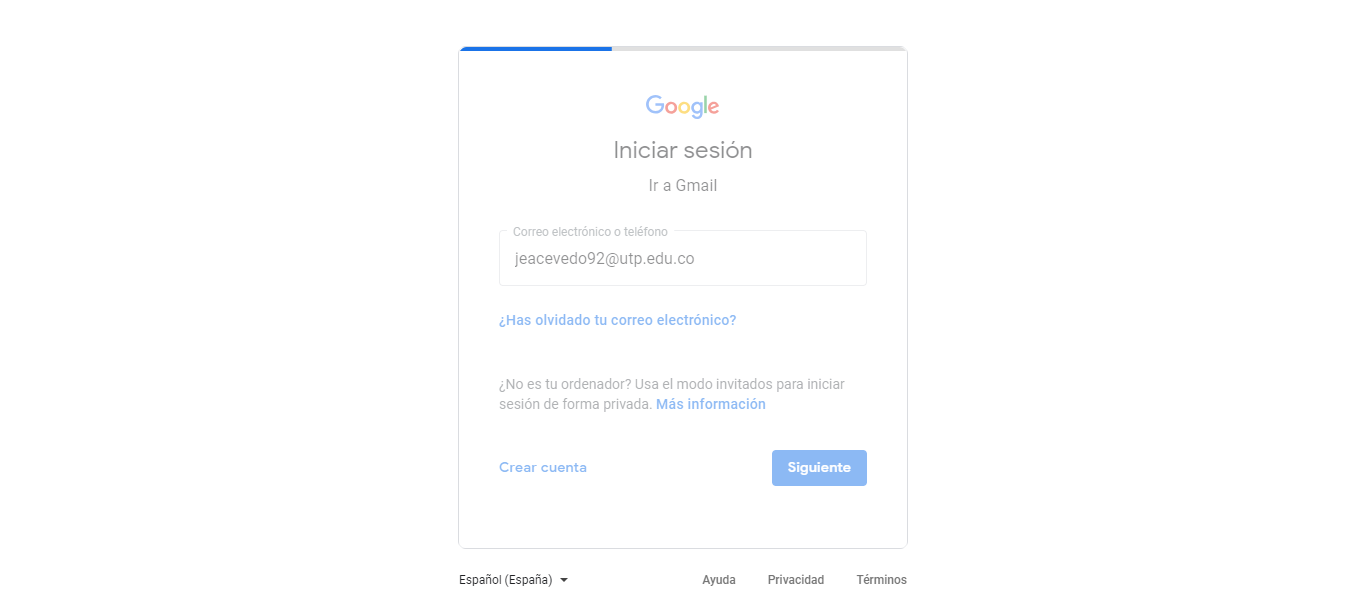 Google
Iniciar sesión
Ir a Gmail
Correo electrónico o teléfono
jeacevedo92@utp.edu.co
¿Has olvidado tu correo electrónico?
¿No es tu ordenador? Usa el modo invitados para iniciar
sesión de forma privada. Más información
Crear cuenta
Siguiente
Español (España)
Ayuda
Privacidad
Términos